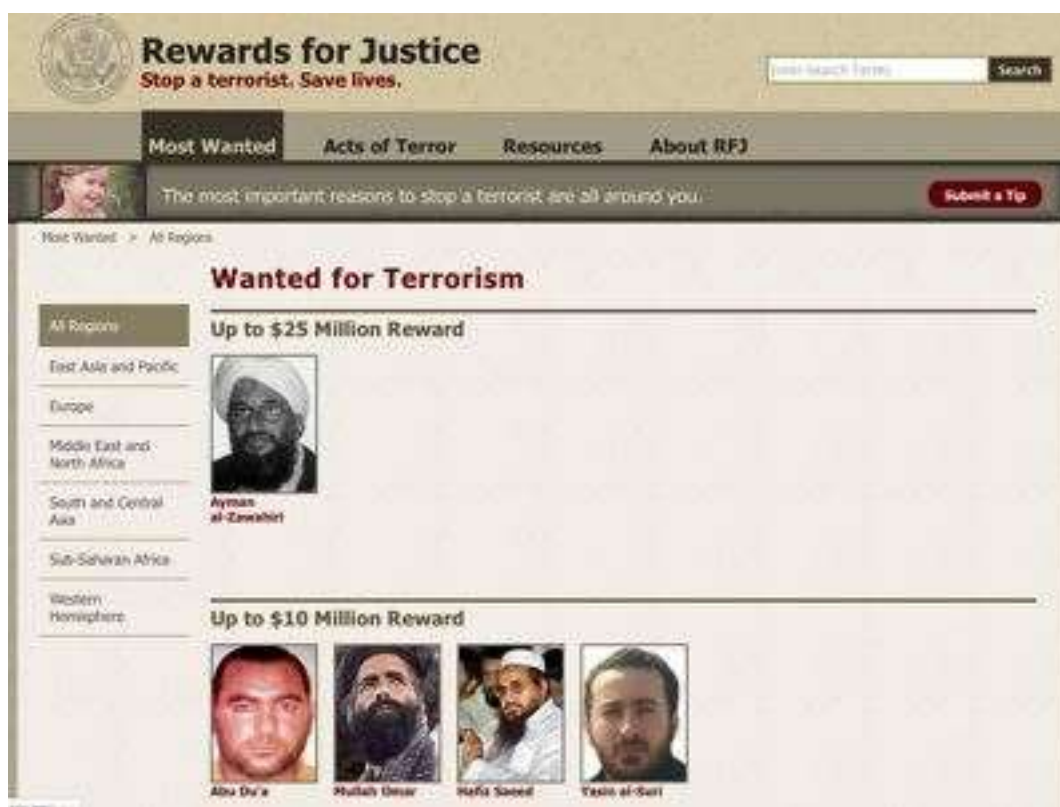 Rewards for Justice
Stop a terrorist. Save lives.
Search
Most Wanted
Acts of Terror
Resources
About RFJ
The most important reasons to stop a terrorist are all around you.
Submit a Tip
Most Wanted > All Regions
Wanted for Terrorism
All Regions
East Asia and Pacific
Europe
Middle East and
North Africa
South and Central
Asia
Sub-Saharan Africa
Western
Hemisphere
Up to $25 Million Reward
Ayman
al-Zawahiri
Up to $10 Million Reward
Abu Du'a
Mullah Omar
Hafiz Saeed
Yasin al-Suri